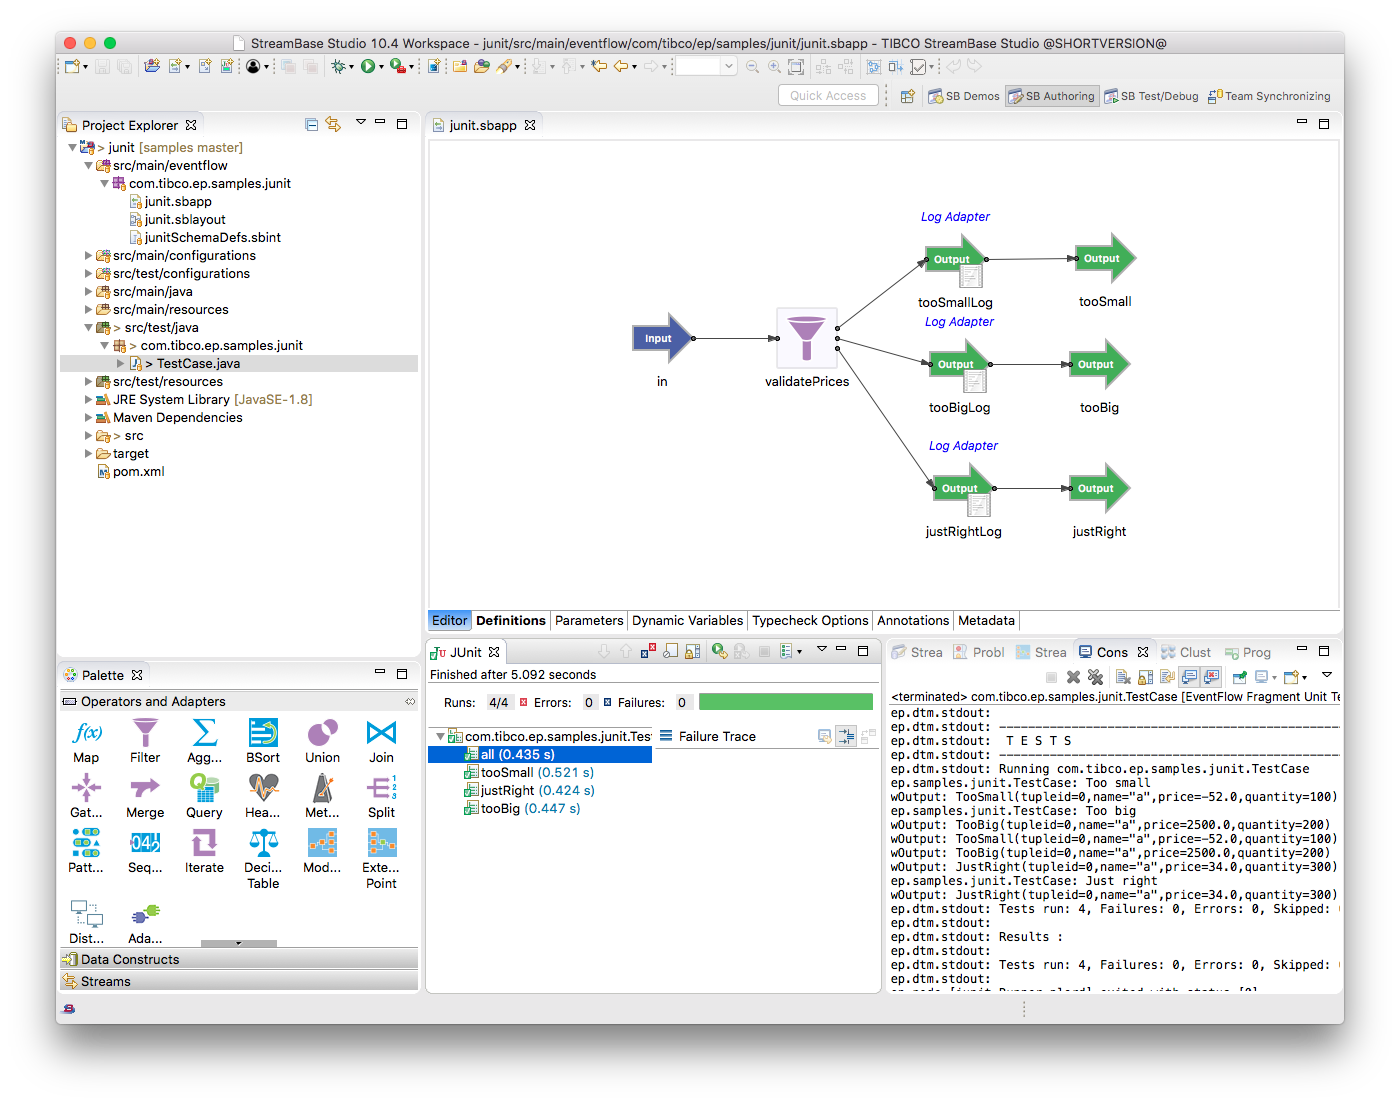 StreamBase Studio 10.4 Workspace - junit/src/main/eventflow/com/tibco/ep/samples/junit/junit.sbapp - TIBCO StreamBase Studio @SHORTVERSION@
Quick Access
SB Demos
SB Authoring
SB Test/Debug
Team Synchronizing
Project Explorer
> junit [samples master]
src/main/eventflow
com.tibco.ep.samples.junit
junit.sbapp
junit.sblayout
junitSchemaDefs.sbint
src/main/configurations
src/test/configurations
src/main/java
src/main/resources
> src/test/java
> com.tibco.ep.samples.junit
> TestCase.java
src/test/resources
JRE System Library [JavaSE-1.8]
Maven Dependencies
> src
target
pom.xml
junit.sbapp
Log Adapter
Output
Output
tooSmallLog
tooSmall
Log Adapter
Input
in
validatePrices
Output
Output
tooBigLog
tooBig
Log Adapter
Output
Output
justRightLog
justRight
Editor
Definitions
Parameters
Dynamic Variables
Typecheck Options
Annotations
Metadata
Palette
Operators and Adapters
f(x)
Map
Filter
Agg...
BSort
Union
Join
Gat...
Merge
Query
Hea...
Met...
Split
Patt...
Seq...
Iterate
Deci...
Table
Mod...
Exte...
Point
Dist...
Ada...
Data Constructs
Streams
JUnit
Finished after 5.092 seconds
Runs: 4/4
Errors: 0
Failures: 0
com.tibco.ep.samples.junit.Tes
all (0.435 s)
tooSmall (0.521 s)
justRight (0.424 s)
tooBig (0.447 s)
Failure Trace
Strea
Probl
Strea
Cons
Clust
Prog
<terminated> com.tibco.ep.samples.junit.TestCase [EventFlow Fragment Unit Te
ep.dtm.stdout:
ep.dtm.stdout: -------------------------------------------------
ep.dtm.stdout:  T E S T S
ep.dtm.stdout: -------------------------------------------------
ep.dtm.stdout: Running com.tibco.ep.samples.junit.TestCase
ep.samples.junit.TestCase: Too small
wOutput: TooSmall(tupleid=0,name="a",price=-52.0,quantity=100)
ep.samples.junit.TestCase: Too big
wOutput: TooBig(tupleid=0,name="a",price=2500.0,quantity=200)
wOutput: TooSmall(tupleid=0,name="a",price=-52.0,quantity=100)
wOutput: TooBig(tupleid=0,name="a",price=2500.0,quantity=200)
wOutput: JustRight(tupleid=0,name="a",price=34.0,quantity=300)
ep.samples.junit.TestCase: Just right
wOutput: JustRight(tupleid=0,name="a",price=34.0,quantity=300)
ep.dtm.stdout: Tests run: 4, Failures: 0, Errors: 0, Skipped:
ep.dtm.stdout:
ep.dtm.stdout: Results :
ep.dtm.stdout:
ep.dtm.stdout: Tests run: 4, Failures: 0, Errors: 0, Skipped:
ep.dtm.stdout: